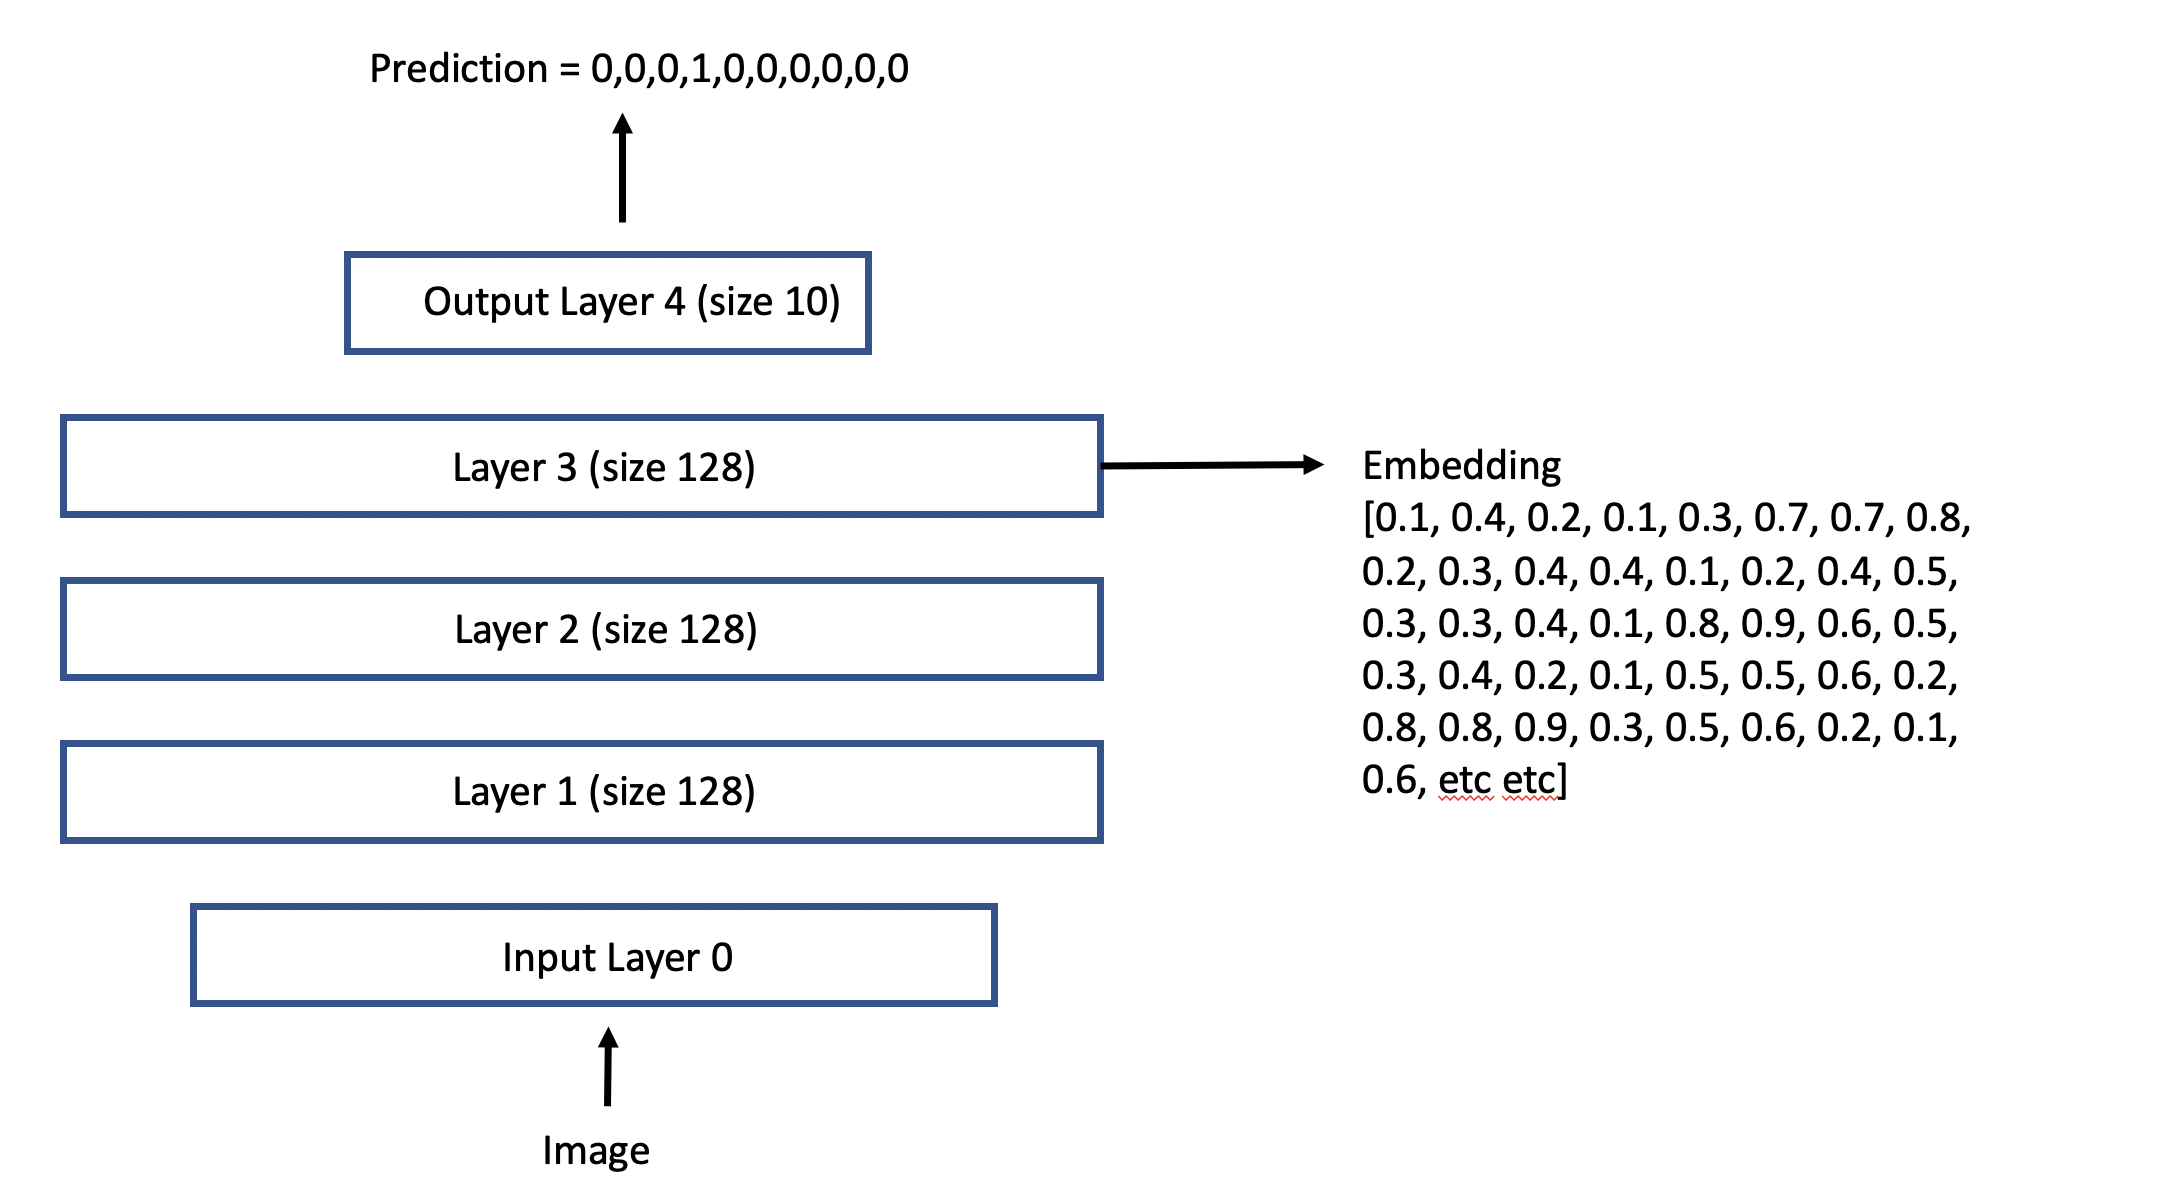 Prediction = 0,0,0,1,0,0,0,0,0,0
Output Layer 4 (size 10)
Layer 3 (size 128)
Embedding
[0.1, 0.4, 0.2, 0.1, 0.3, 0.7, 0.7, 0.8,
0.2, 0.3, 0.4, 0.4, 0.1, 0.2, 0.4, 0.5,
0.3, 0.3, 0.4, 0.1, 0.8, 0.9, 0.6, 0.5,
0.3, 0.4, 0.2, 0.1, 0.5, 0.5, 0.6, 0.2,
0.8, 0.8, 0.9, 0.3, 0.5, 0.6, 0.2, 0.1,
0.6, etc etc]
Layer 2 (size 128)
Layer 1 (size 128)
Input Layer 0
Image